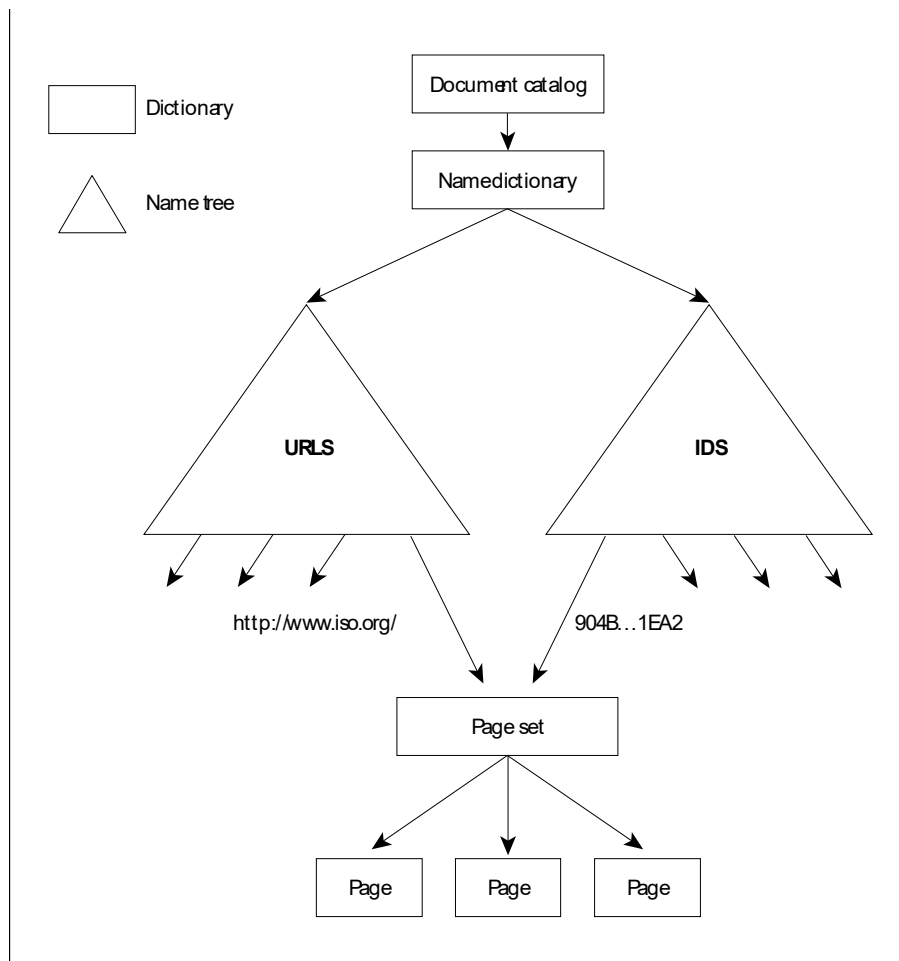 Document catalog
Dictionary
Namedictionary
Name tree
URLS
IDS
http://www.iso.org/
904B…1EA2
Page set
Page
Page
Page